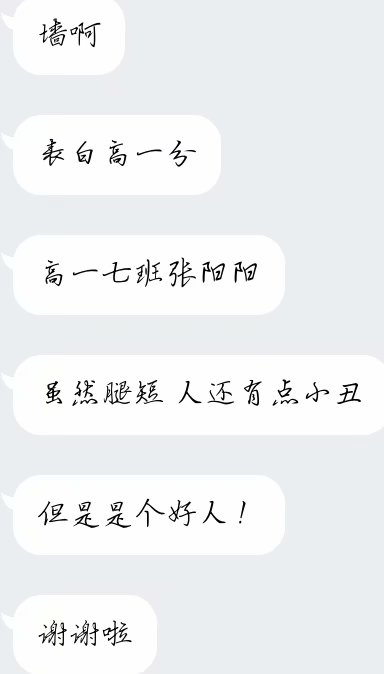 墙啊
表白高一分
高一七班张阳阳
虽然腿短 人还有点小丑
但是是个好人！
谢谢啦